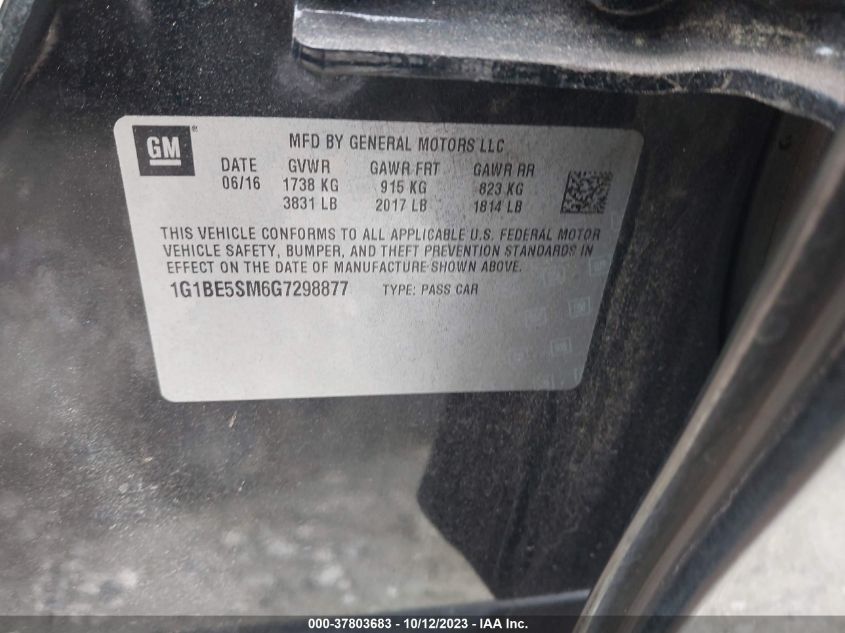 GM®
MFD BY GENERAL MOTORS LLC
DATE GVWR GAWR FRT GAWR RR
06/16 1738 KG 915 KG 823 KG
3831 LB 2017 LB 1814 LB
THIS VEHICLE CONFORMS TO ALL APPLICABLE U.S. FEDERAL MOTOR
VEHICLE SAFETY, BUMPER, AND THEFT PREVENTION STANDARDS IN
EFFECT ON THE DATE OF MANUFACTURE SHOWN ABOVE.
1G1BE5SM6G7298877 TYPE: PASS CAR
000-37803683 - 10/12/2023 - IAA Inc.